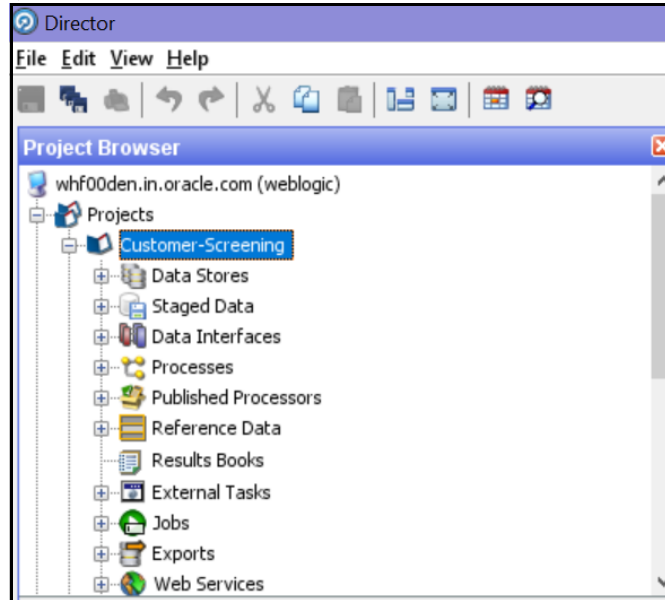 Director
File Edit View Help
Project Browser
whf00den.in.oracle.com (weblogic)
Projects
Customer-Screening
Data Stores
Staged Data
Data Interfaces
Processes
Published Processors
Reference Data
Results Books
External Tasks
Jobs
Exports
Web Services